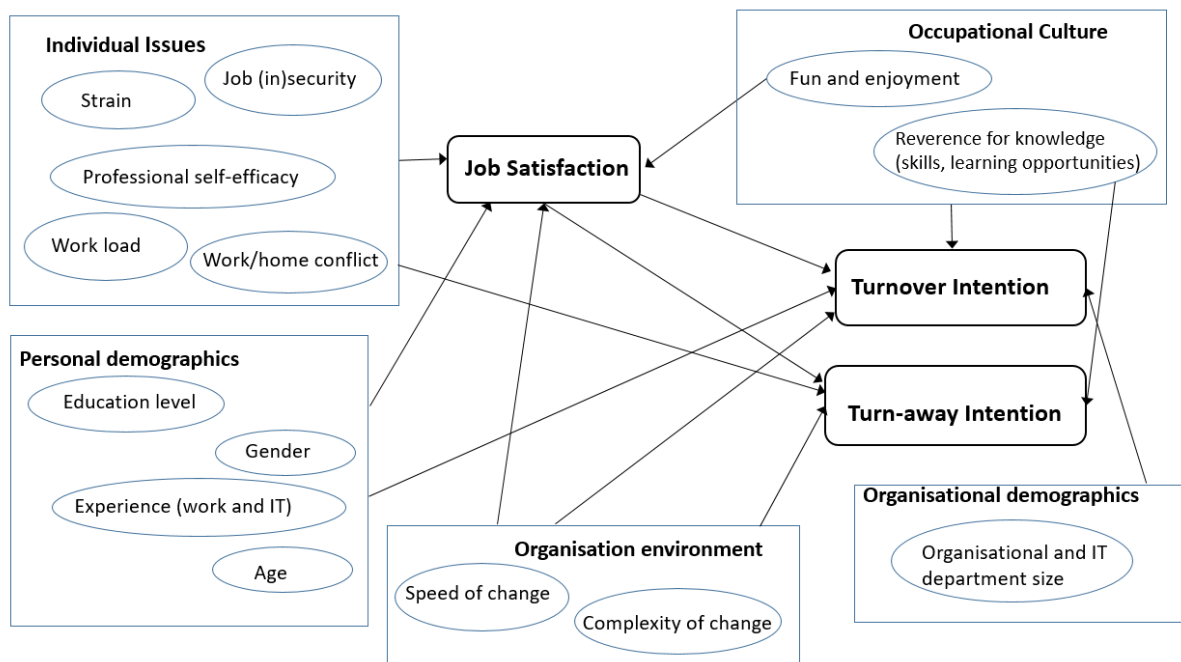 Individual Issues
Job (in)security
Strain
Professional self-efficacy
Work load
Work/home conflict
Occupational Culture
Fun and enjoyment
Reverence for knowledge
(skills, learning opportunities)
Job Satisfaction
Turnover Intention
Turn-away Intention
Personal demographics
Education level
Gender
Experience (work and IT)
Age
Organisation environment
Speed of change
Complexity of change
Organisational demographics
Organisational and IT
department size